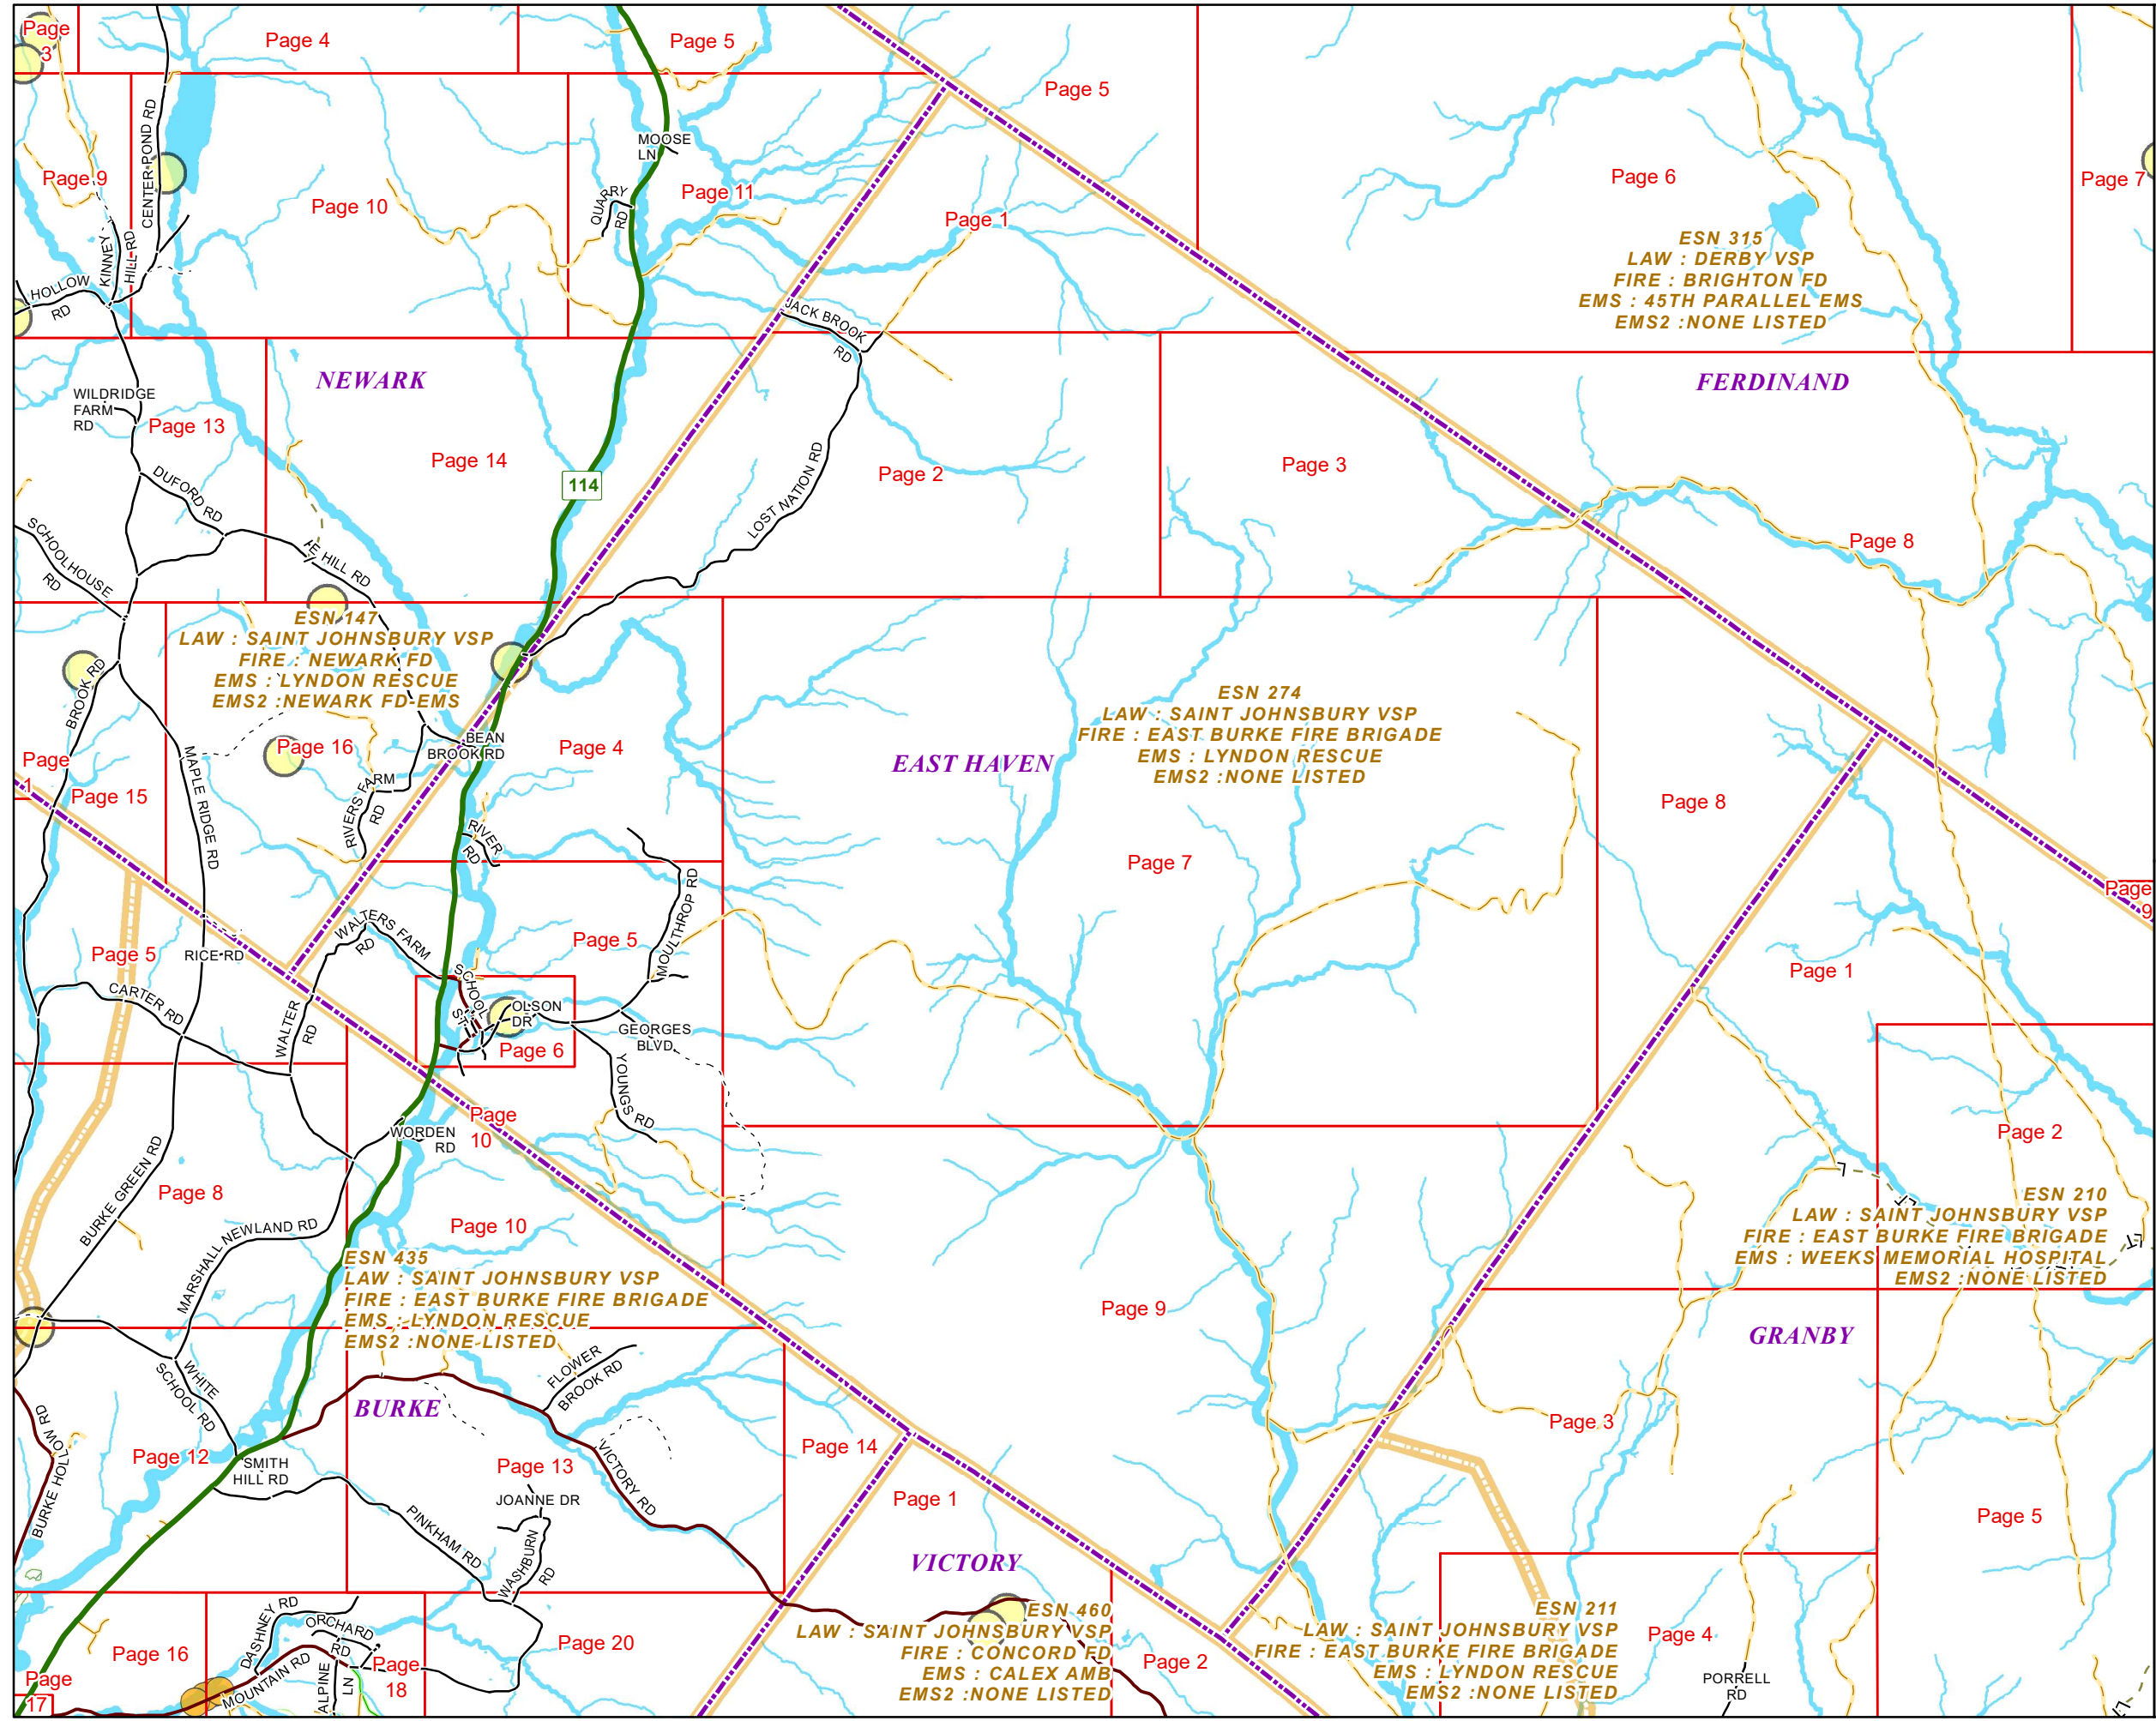 Page
3
Page 4
Page 5
Page 5
Page 6
Page 7
Page 9
CENTER POND RD
Page 10
MOOSE
LN
QUARRY
RD
Page 11
Page 1
KINNEY
HILL RD
HOLLOW
RD
JACK BROOK
RD
ESN 315
LAW : DERBY VSP
FIRE : BRIGHTON FD
EMS : 45TH PARALLEL EMS
EMS2 :NONE LISTED
NEWARK
FERDINAND
WILDRIDGE
FARM
RD
Page 13
Page 14
114
DUFORD RD
LOST NATION RD
Page 2
Page 3
Page 8
SCHOOLHOUSE
RD
HILL RD
ESN 147
LAW : SAINT JOHNSBURY VSP
FIRE : NEWARK FD
EMS : LYNDON RESCUE
EMS2 :NEWARK FD-EMS
BROOK RD
Page 16
BEAN
BROOK RD
Page 4
EAST HAVEN
ESN 274
LAW : SAINT JOHNSBURY VSP
FIRE : EAST BURKE FIRE BRIGADE
EMS : LYNDON RESCUE
EMS2 :NONE LISTED
Page
1
Page 15
MAPLE RIDGE RD
RIVERS FARM
RD
RIVER
RD
Page 7
Page 8
Page
9
MOULTHROP RD
WALTERS FARM
RD
Page 5
RICE RD
Page 5
CARTER RD
WALTER
RD
SCHOOL
ST
OLSON
DR
Page 6
GEORGES
BLVD
YOUNGS RD
Page 1
Page 2
Page
10
WORDEN
RD
BURKE GREEN RD
Page 8
MARSHALL NEWLAND RD
Page 10
ESN 435
LAW : SAINT JOHNSBURY VSP
FIRE : EAST BURKE FIRE BRIGADE
EMS : LYNDON RESCUE
EMS2 :NONE LISTED
ESN 210
LAW : SAINT JOHNSBURY VSP
FIRE : EAST BURKE FIRE BRIGADE
EMS : WEEKS MEMORIAL HOSPITAL
EMS2 :NONE LISTED
Page 9
GRANBY
WHITE
SCHOOL RD
FLOWER
BROOK RD
BURKE
BURKE HOLLOW RD
Page 12
SMITH
HILL RD
Page 13
VICTORY RD
Page 14
Page 3
JOANNE DR
PINKHAM RD
WASHBURN
RD
Page 1
VICTORY
Page 5
DASHNEY RD
ORCHARD
RD
Page 16
MOUNTAIN RD
ALPINE
LN
Page
18
Page
17
Page 20
ESN 460
LAW : SAINT JOHNSBURY VSP
FIRE : CONCORD FD
EMS : CALEX AMB
EMS2 :NONE LISTED
Page 2
ESN 211
LAW : SAINT JOHNSBURY VSP
FIRE : EAST BURKE FIRE BRIGADE
EMS : LYNDON RESCUE
EMS2 :NONE LISTED
Page 4
PORRELL
RD